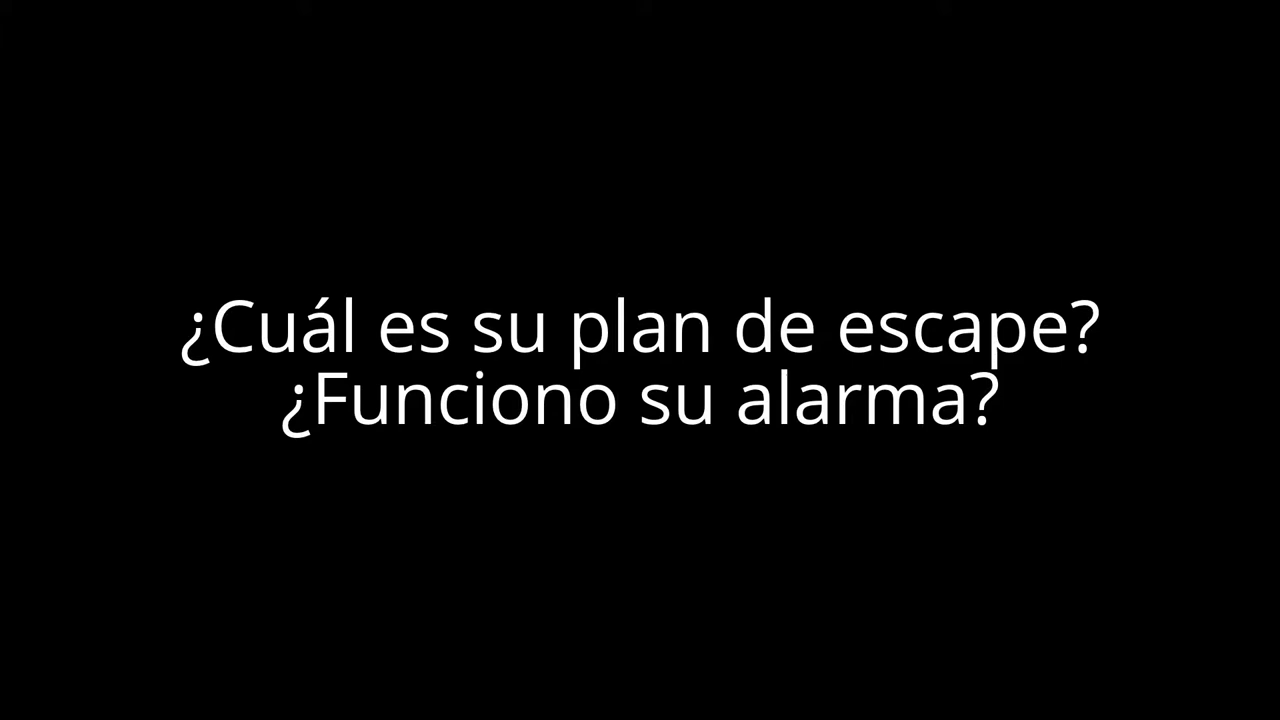 ¿Cuál es su plan de escape?
¿Funciono su alarma?